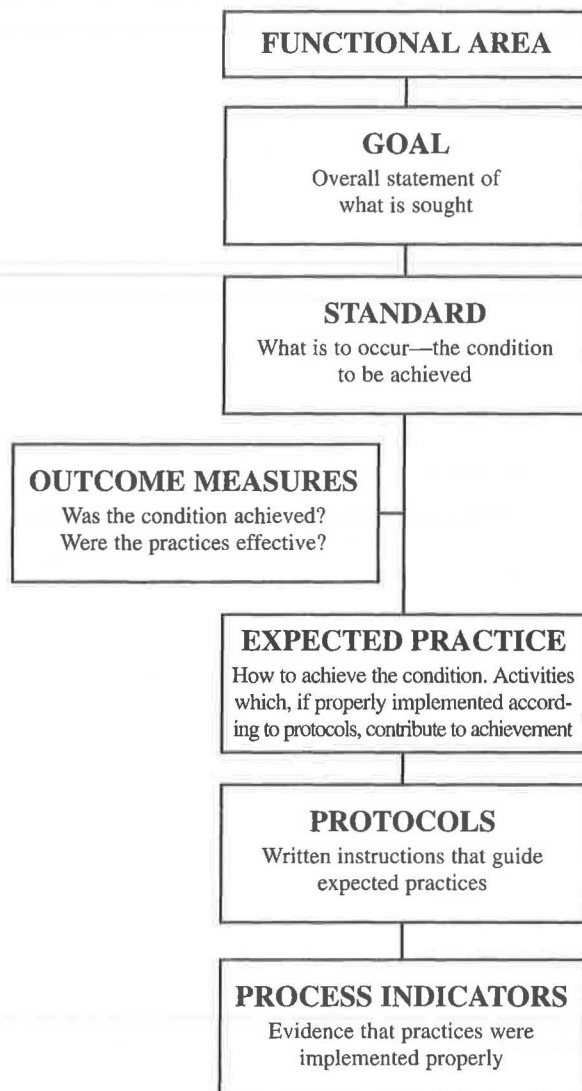 FUNCTIONAL AREA
GOAL
Overall statement of
what is sought
STANDARD
What is to occur—the condition
to be achieved
OUTCOME MEASURES
Was the condition achieved?
Were the practices effective?
EXPECTED PRACTICE
How to achieve the condition. Activities
which, if properly implemented accord-
ing to protocols, contribute to achievement
PROTOCOLS
Written instructions that guide
expected practices
PROCESS INDICATORS
Evidence that practices were
implemented properly